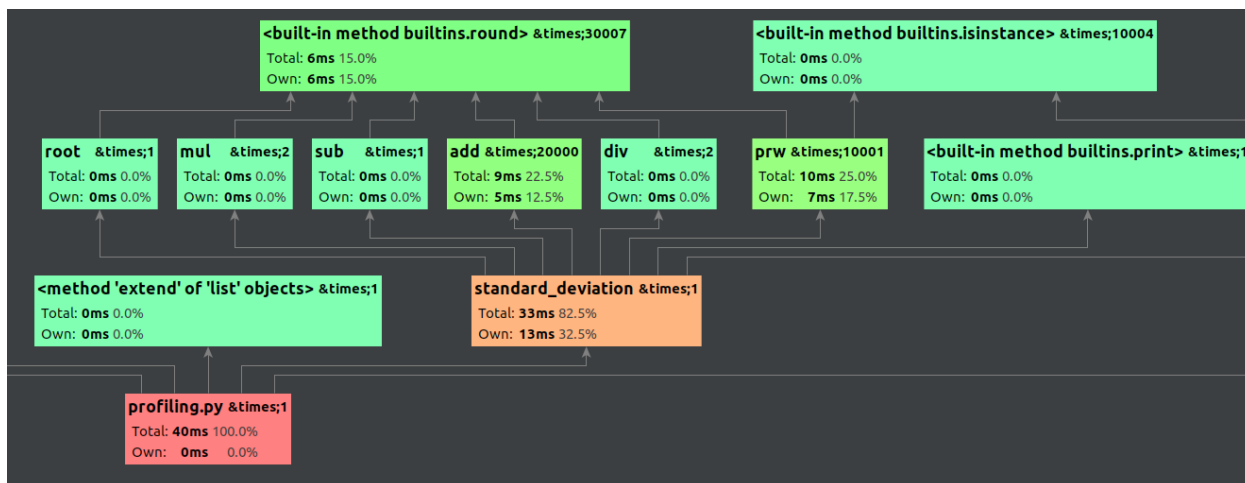 <built-in method builtins.round> &times;30007
Total: 6ms 15.0%
Own: 6ms 15.0%
<built-in method builtins.isinstance> &times;10004
Total: 0ms 0.0%
Own: 0ms 0.0%
root &times;1
Total: 0ms 0.0%
Own: 0ms 0.0%
mul &times;2
Total: 0ms 0.0%
Own: 0ms 0.0%
sub &times;1
Total: 0ms 0.0%
Own: 0ms 0.0%
add &times;20000
Total: 9ms 22.5%
Own: 5ms 12.5%
div &times;2
Total: 0ms 0.0%
Own: 0ms 0.0%
prw &times;10001
Total: 10ms 25.0%
Own: 7ms 17.5%
<built-in method builtins.print> &times;1
Total: 0ms 0.0%
Own: 0ms 0.0%
<method 'extend' of 'list' objects> &times;1
Total: 0ms 0.0%
Own: 0ms 0.0%
standard_deviation &times;1
Total: 33ms 82.5%
Own: 13ms 32.5%
profiling.py &times;1
Total: 40ms 100.0%
Own: 0ms 0.0%